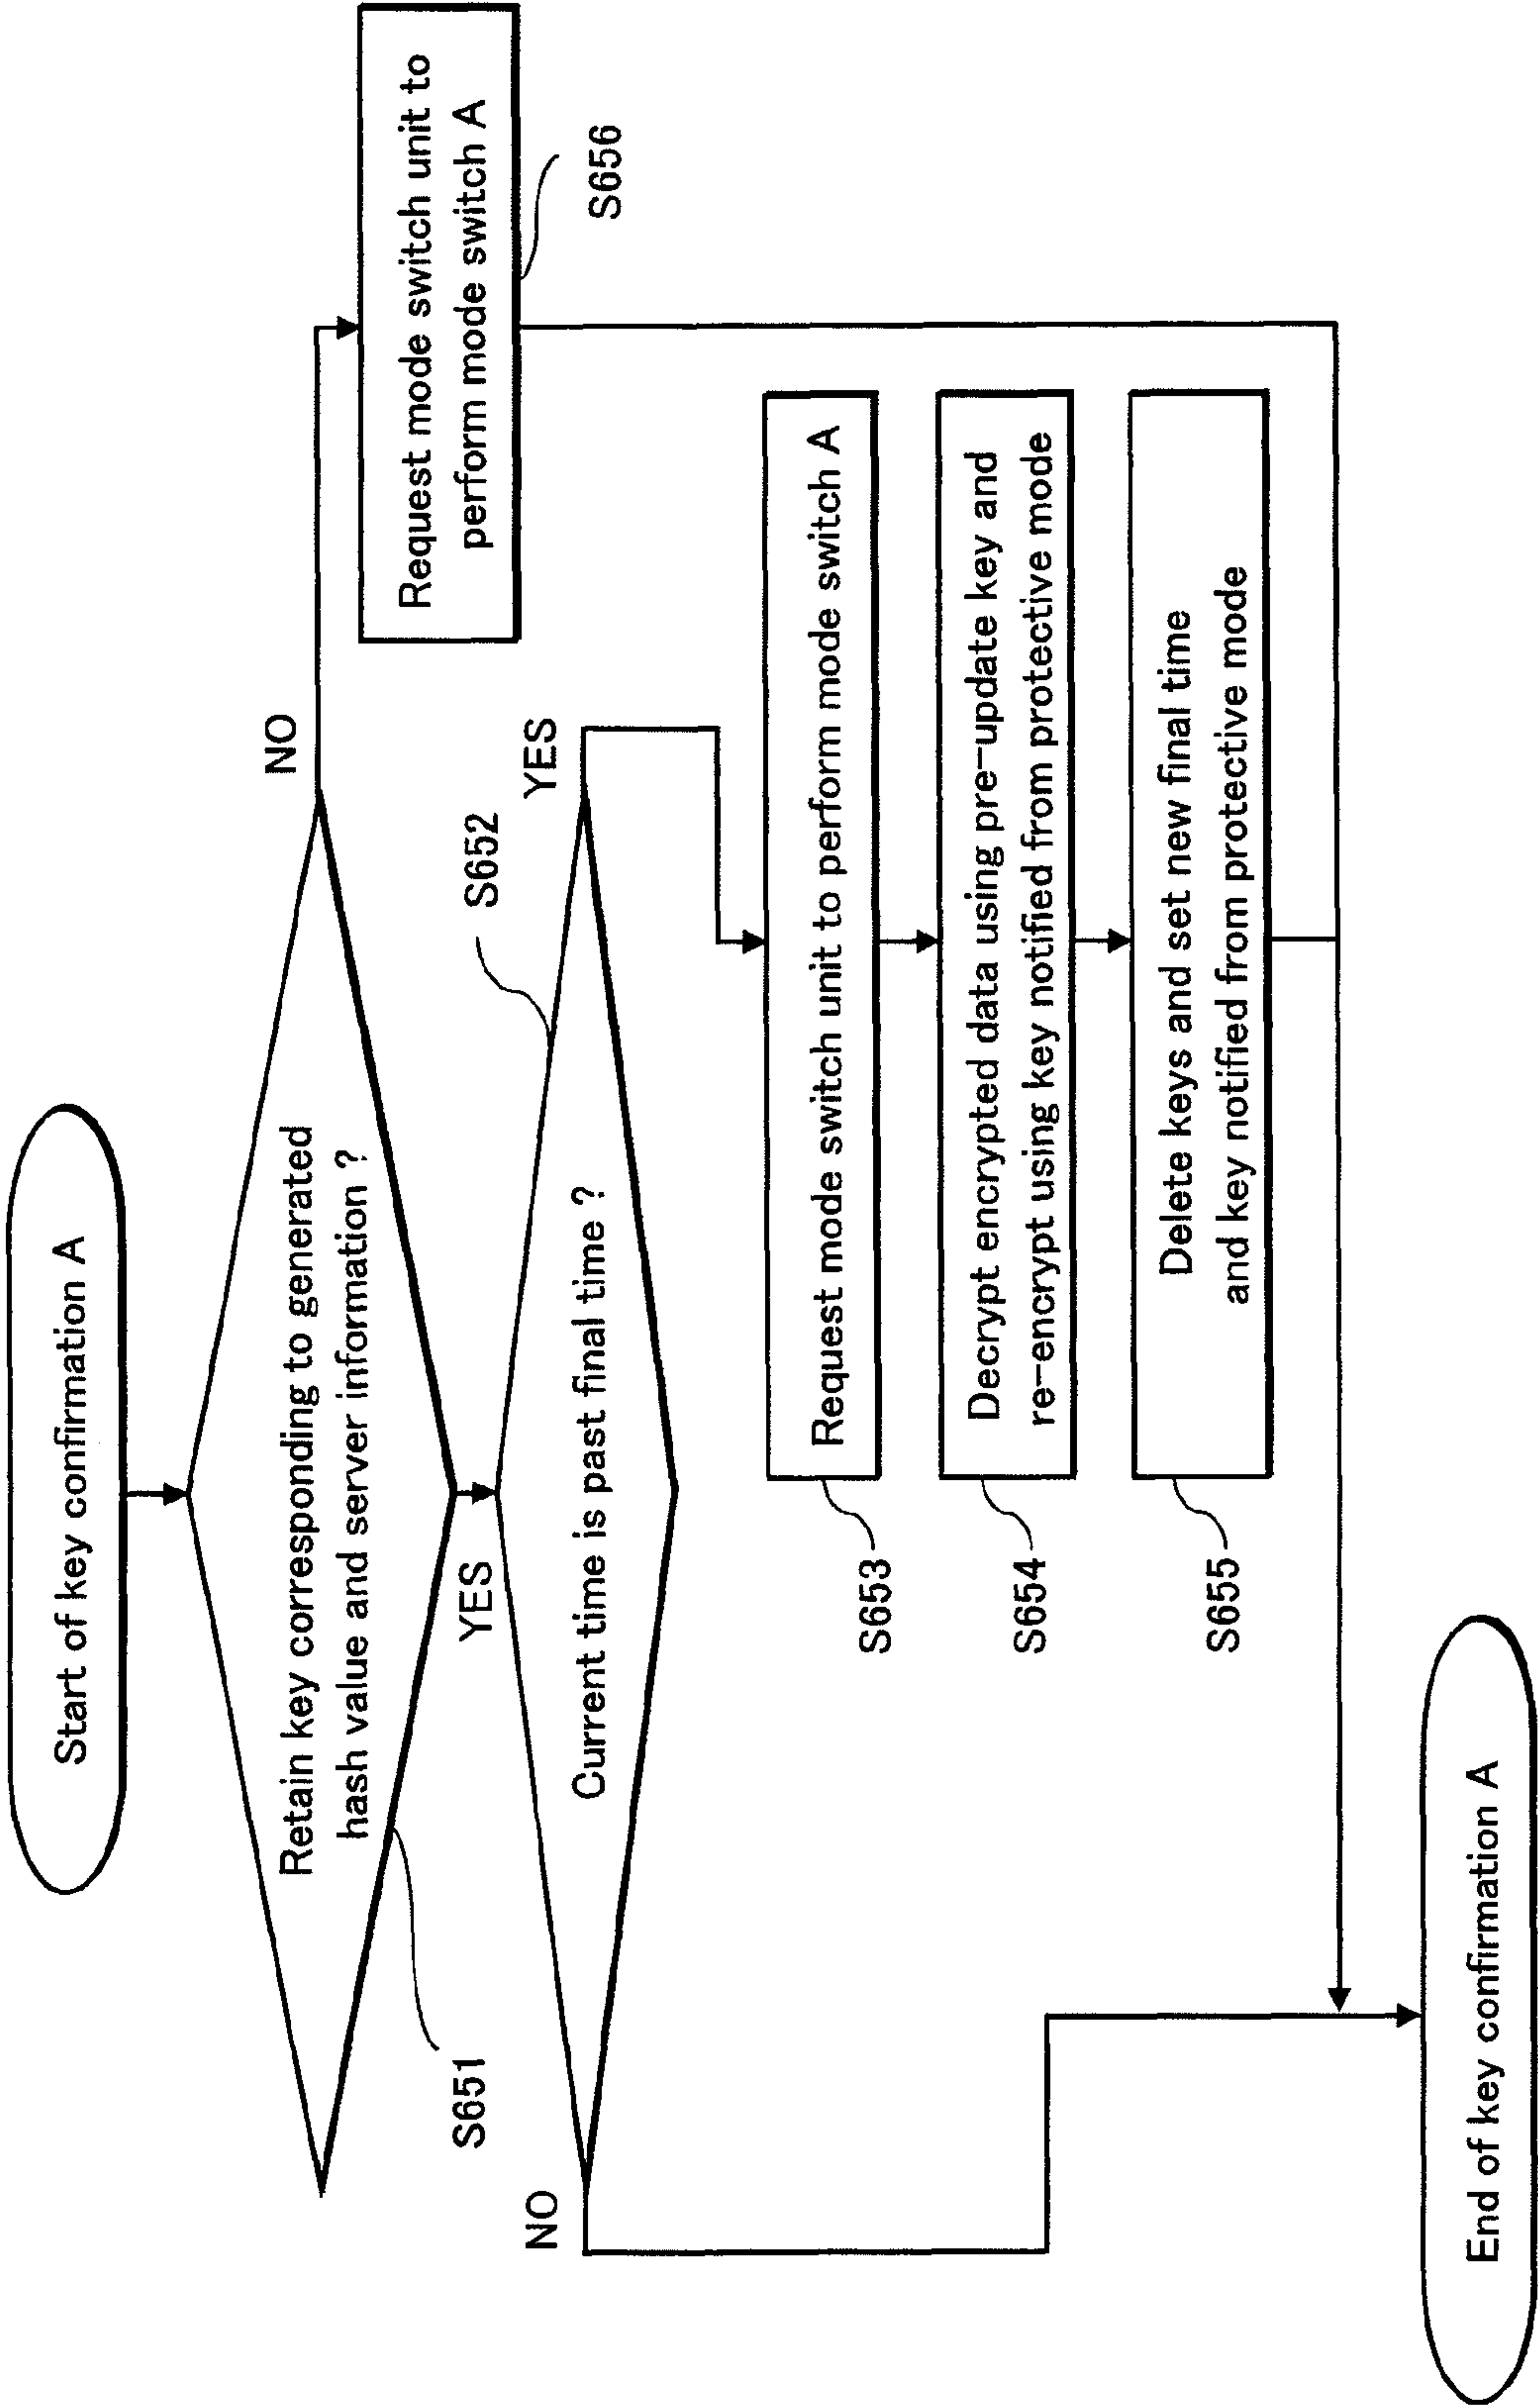 Start of key confirmation A
Retain key corresponding to generated
hash value and server information ?
S651
NO
YES
Request mode switch unit to
perform mode switch A
S656
S652
Current time is past final time ?
NO
YES
Request mode switch unit to perform mode switch A
S653
Decrypt encrypted data using pre-update key and
re-encrypt using key notified from protective mode
S654
Delete keys and set new final time
and key notified from protective mode
S655
End of key confirmation A